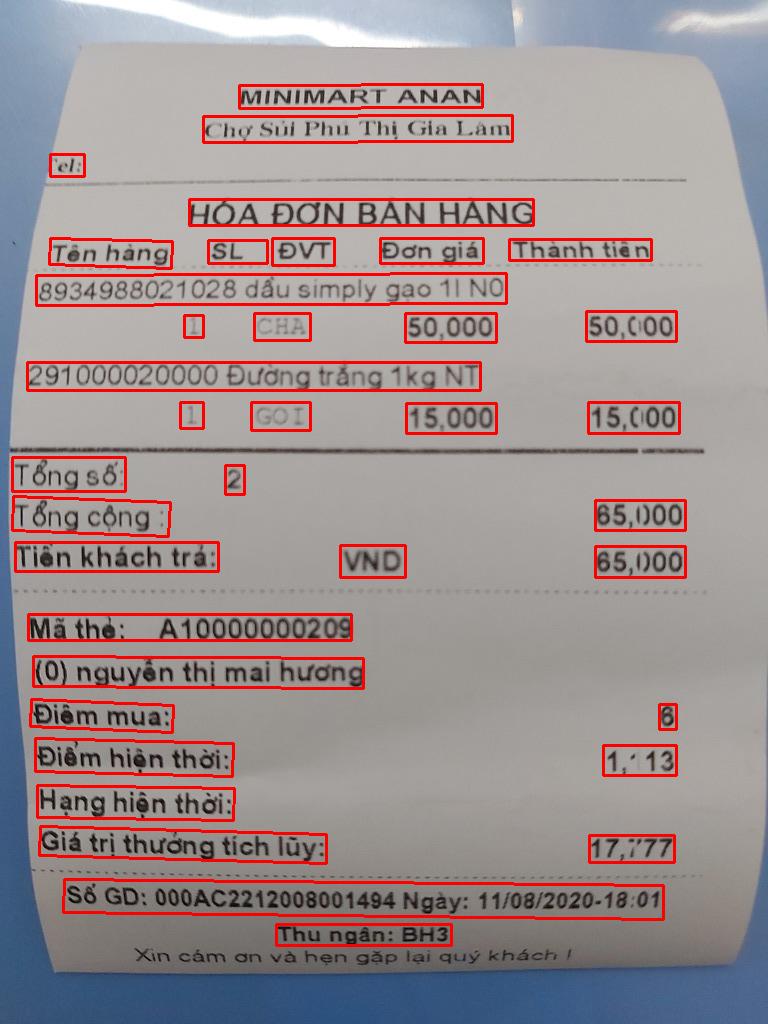 MINIMART ANAN
Chợ Sủi Phú Thị Gia Lâm
Tel:
HÓA ĐƠN BÁN HÀNG
Tên hàng SL ĐVT Đơn giá Thành tiền
8934988021028 dầu simply gạo 1l N0
1 CHA 50,000 50,000
291000020000 Đường trắng 1kg NT
1 GOI 15,000 15,000
Tổng số: 2
Tổng cộng : 65,000
Tiền khách trả: VND 65,000
Mã thẻ: A10000000209
(0) nguyễn thị mai hương
Điểm mua: 6
Điểm hiện thời: 1,113
Hạng hiện thời:
Giá trị thưởng tích lũy: 17,777
Số GD: 000AC2212008001494 Ngày: 11/08/2020-18:01
Thu ngân: BH3
Xin cám ơn và hẹn gặp lại quý khách !